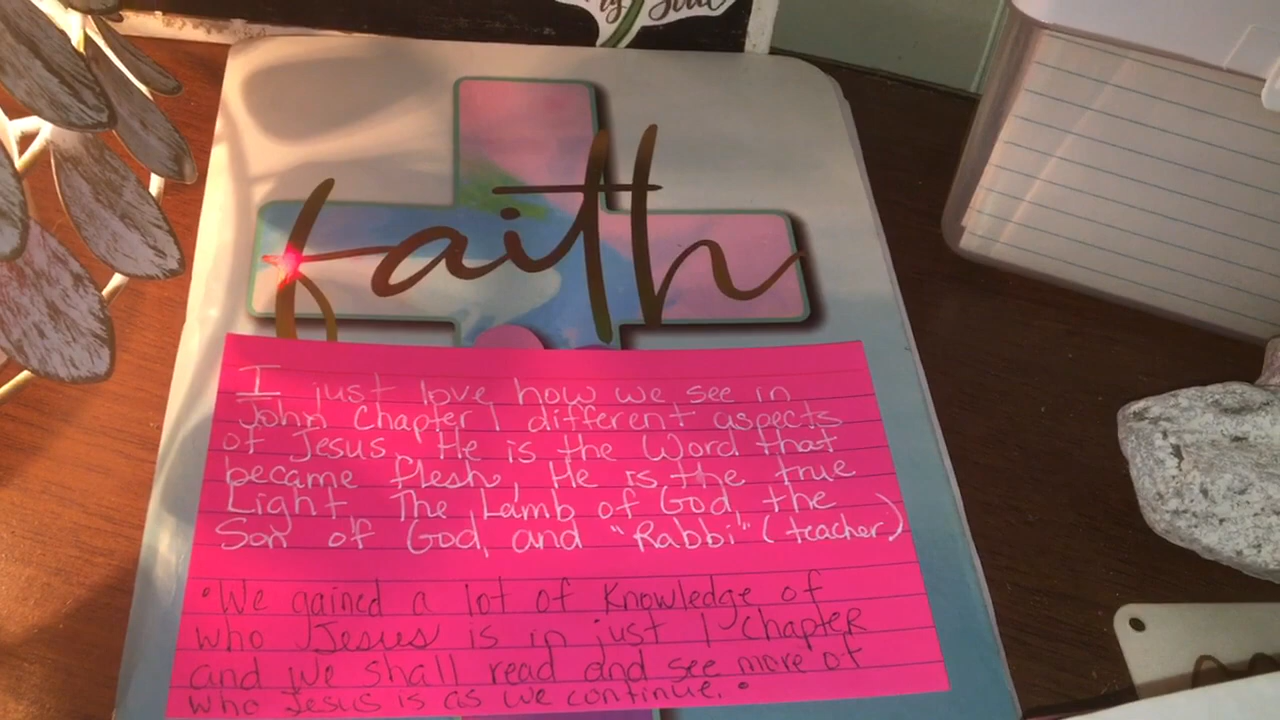 my Soul
faith
I just love how we see in
John Chapter 1 different aspects
of Jesus. He is the Word that
became flesh, He is the true
Light, The Lamb of God, the
Son of God, and "Rabbi" (teacher)
•We gained a lot of Knowledge of
who Jesus is in just 1 chapter
and we shall read and see more of
who Jesus is as we continue.•